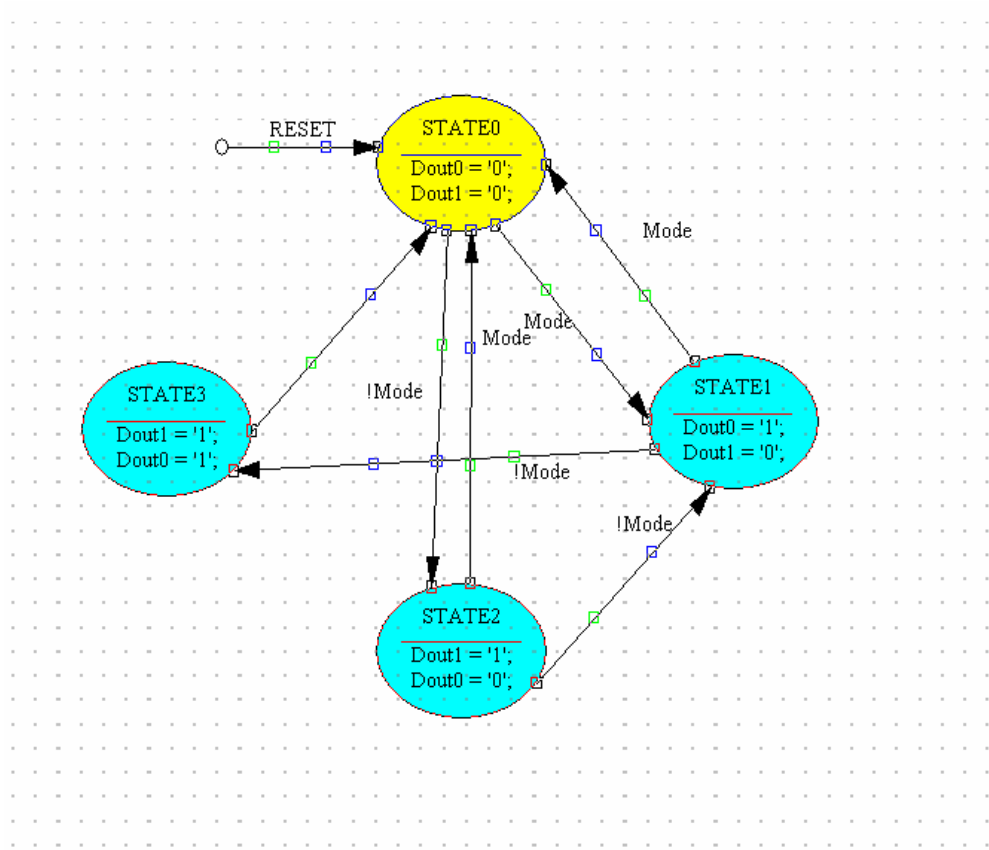 RESET
STATE0
Dout0 = '0';
Dout1 = '0';
Mode
Mode
Mode
!Mode
STATE3
Dout1 = '1';
Dout0 = '1';
STATE1
Dout0 = '1';
Dout1 = '0';
!Mode
!Mode
STATE2
Dout1 = '1';
Dout0 = '0';